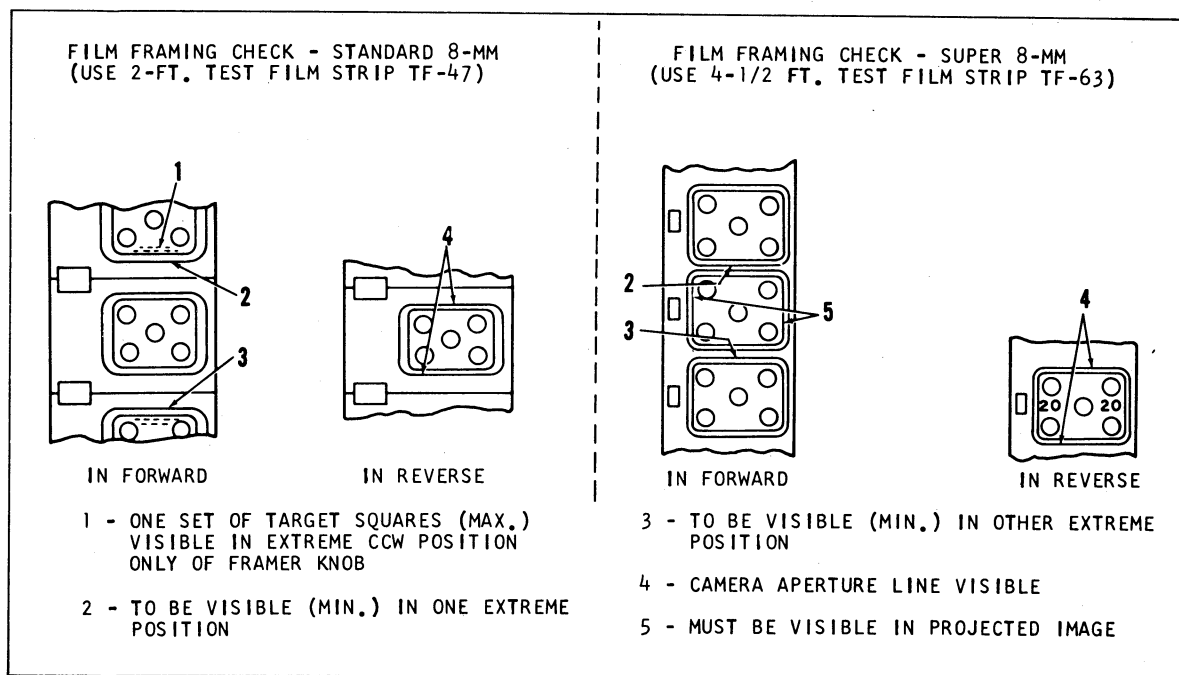 FILM FRAMING CHECK - STANDARD 8-MM
(USE 2-FT. TEST FILM STRIP TF-47)
1
4
2
3
IN FORWARD
IN REVERSE
1 - ONE SET OF TARGET SQUARES (MAX.)
VISIBLE IN EXTREME CCW POSITION
ONLY OF FRAMER KNOB
2 - TO BE VISIBLE (MIN.) IN ONE EXTREME
POSITION
FILM FRAMING CHECK - SUPER 8-MM
(USE 4-1/2 FT. TEST FILM STRIP TF-63)
2
5
3
4
20 20
IN FORWARD
IN REVERSE
3 - TO BE VISIBLE (MIN.) IN OTHER EXTREME
POSITION
4 - CAMERA APERTURE LINE VISIBLE
5 - MUST BE VISIBLE IN PROJECTED IMAGE